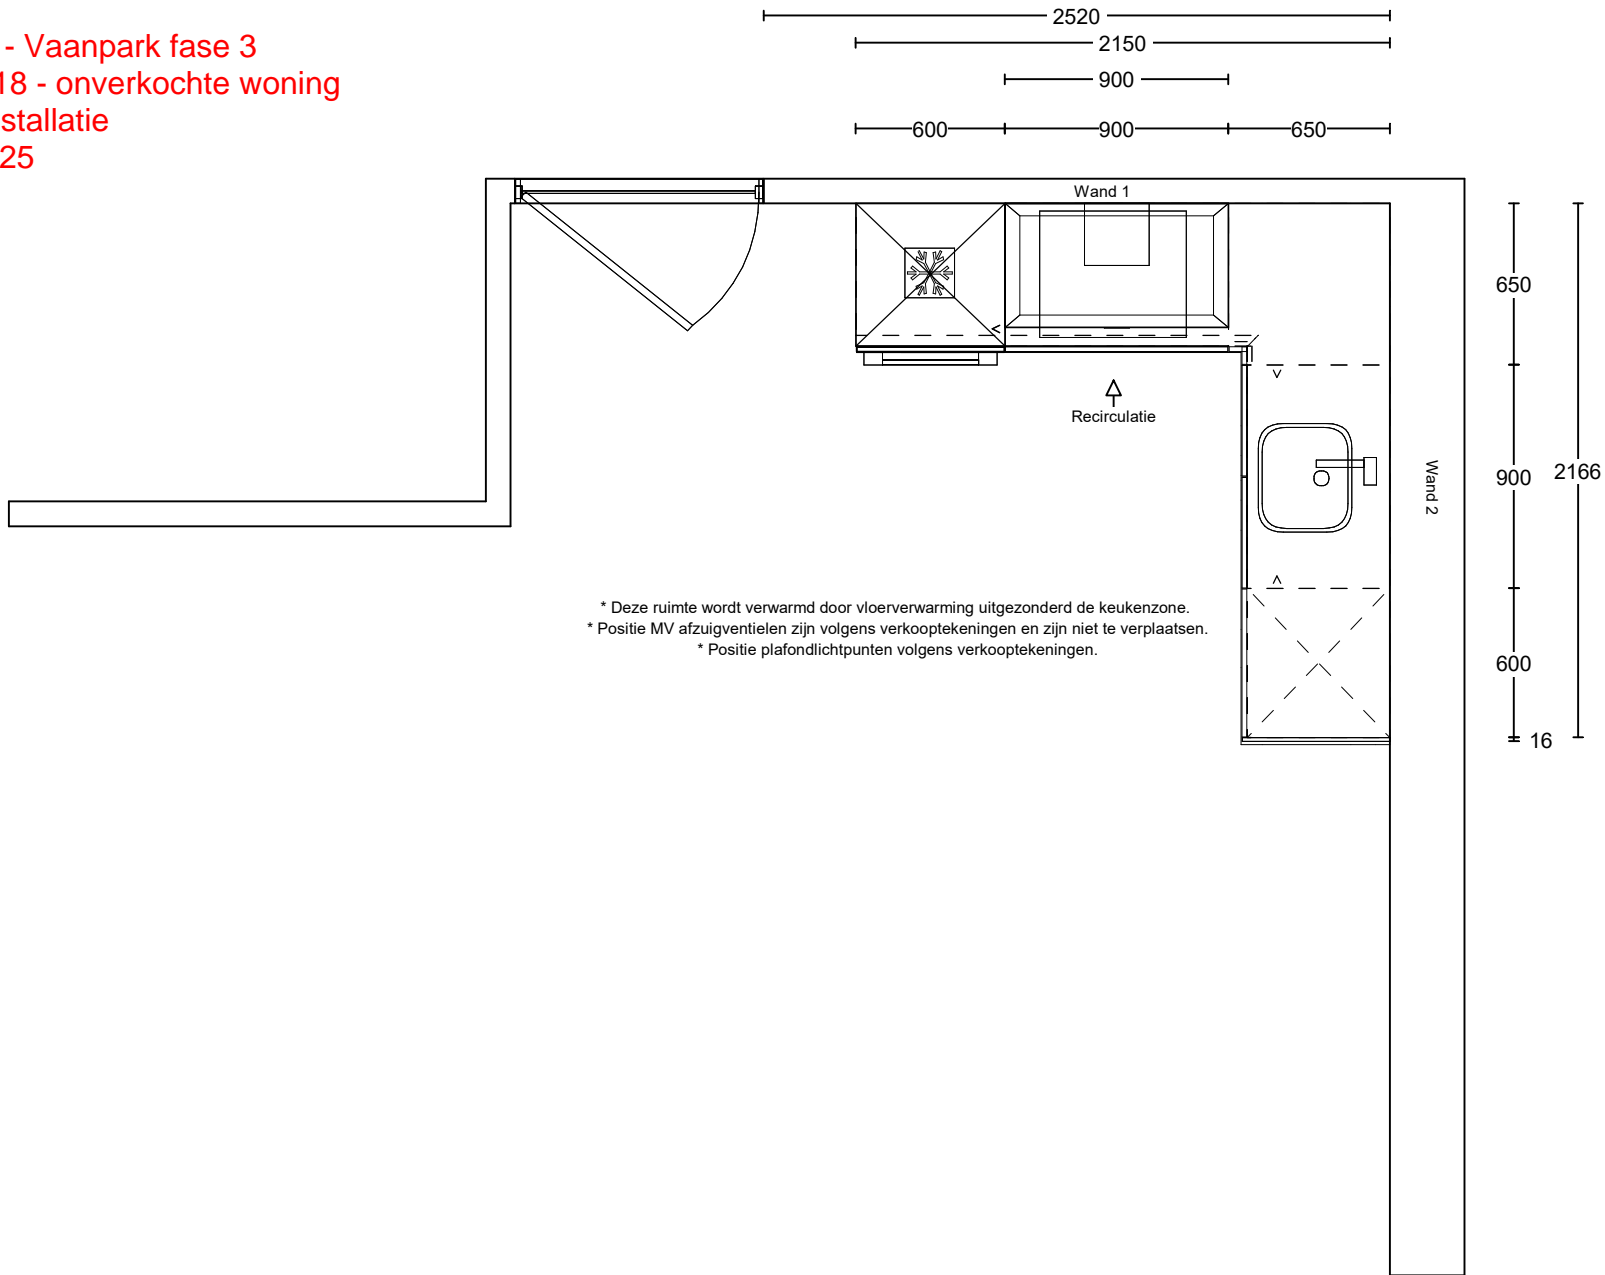 - Vaanpark fase 3
18 - onverkochte woning
stallatie
25
2520
2150
900
600 900 650
Wand 1
650
Recirculatie
Wand 2
900
2166
* Deze ruimte wordt verwarmd door vloerverwarming uitgezonderd de keukenzone.
* Positie MV afzuigventielen zijn volgens verkooptekeningen en zijn niet te verplaatsen.
* Positie plafondlichtpunten volgens verkooptekeningen.
600
16